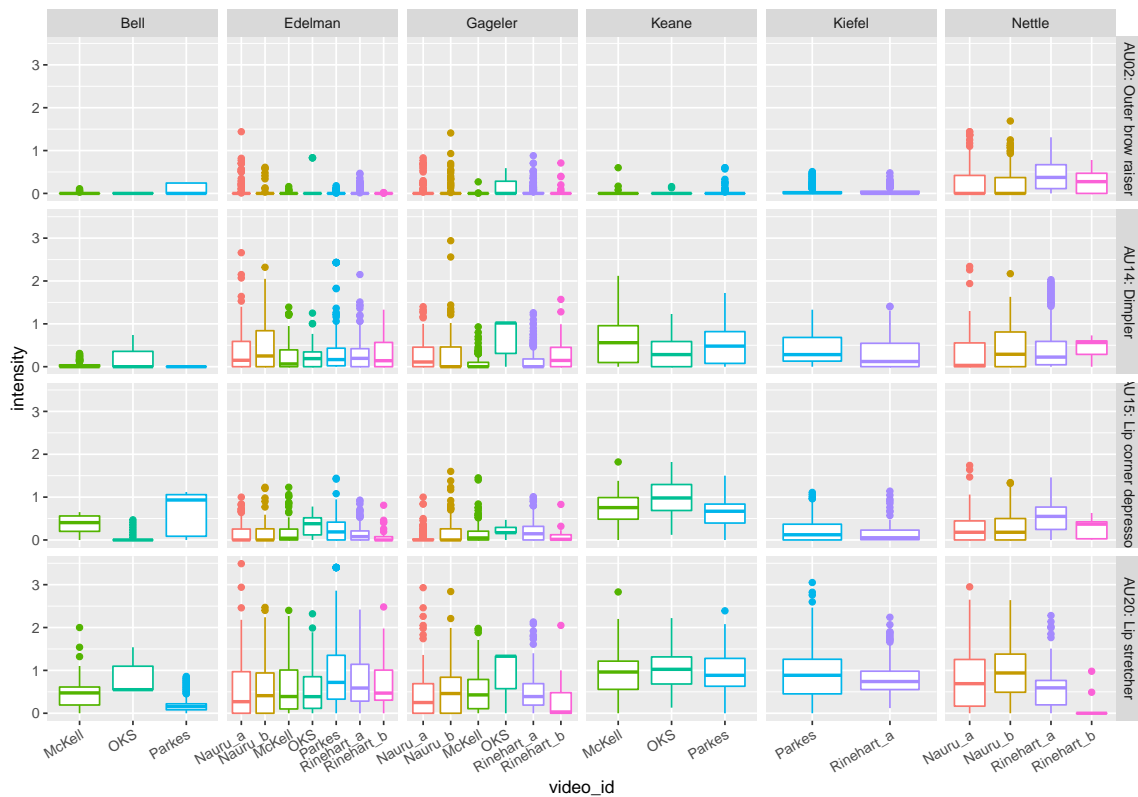 Bell Edelman Gageler Keane Kiefel Nettle
3
2
1
0
AU02: Outer brow raiser
3
2
1
0
AU14: Dimpler
3
2
1
0
AU15: Lip corner depresso
3
2
1
0
AU20: Lip stretcher
intensity
McKell OKS Parkes Nauru_a Nauru_b McKell OKS Parkes Rinehart_a Rinehart_b Nauru_a Nauru_b McKell OKS Rinehart_a Rinehart_b McKell OKS Parkes Parkes Rinehart_a Nauru_a Nauru_b Rinehart_a Rinehart_b
video_id